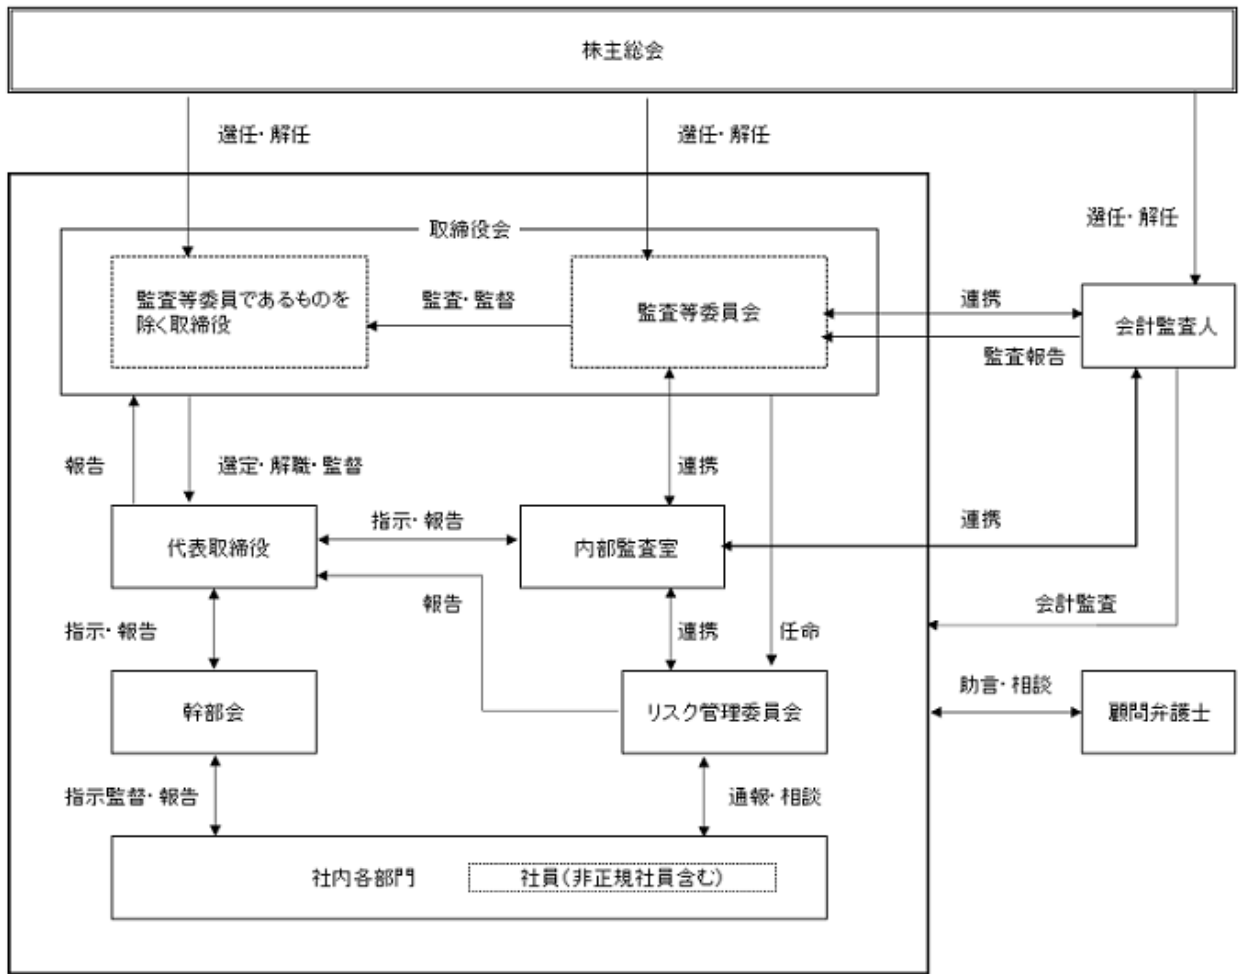 株主総会
選任・解任
選任・解任
選任・解任
取締役会
監査等委員であるものを
除く取締役
監査・監督
監査等委員会
連携
会計監査人
監査報告
報告
選定・解職・監督
連携
代表取締役
指示・報告
内部監査室
連携
報告
会計監査
指示・報告
連携
任命
幹部会
リスク管理委員会
助言・相談
顧問弁護士
指示監督・報告
通報・相談
社内各部門
社員(非正規社員含む)